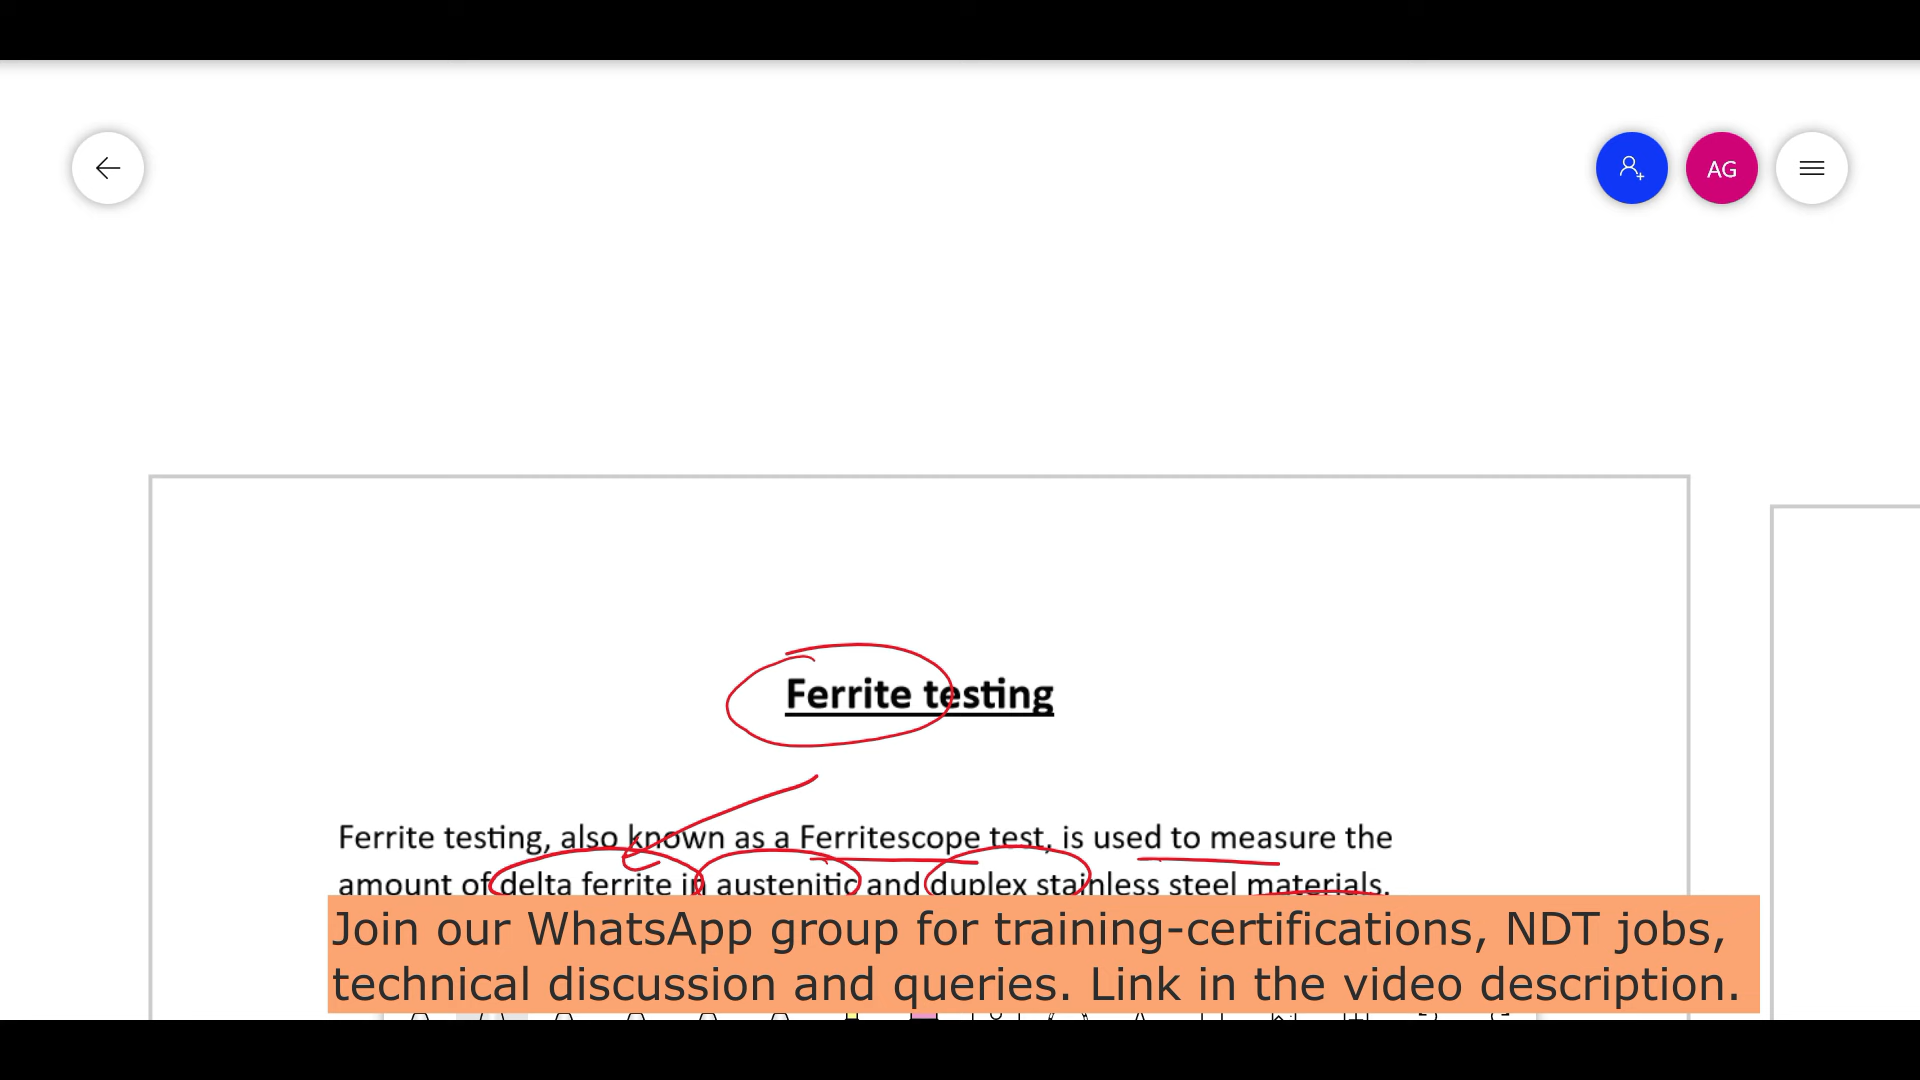 AG
Ferrite testing
Ferrite testing, also known as a Ferritescope test, is used to measure the
amount of delta ferrite in austenitic and duplex stainless steel materials.
Join our WhatsApp group for training-certifications, NDT jobs,
technical discussion and queries. Link in the video description.